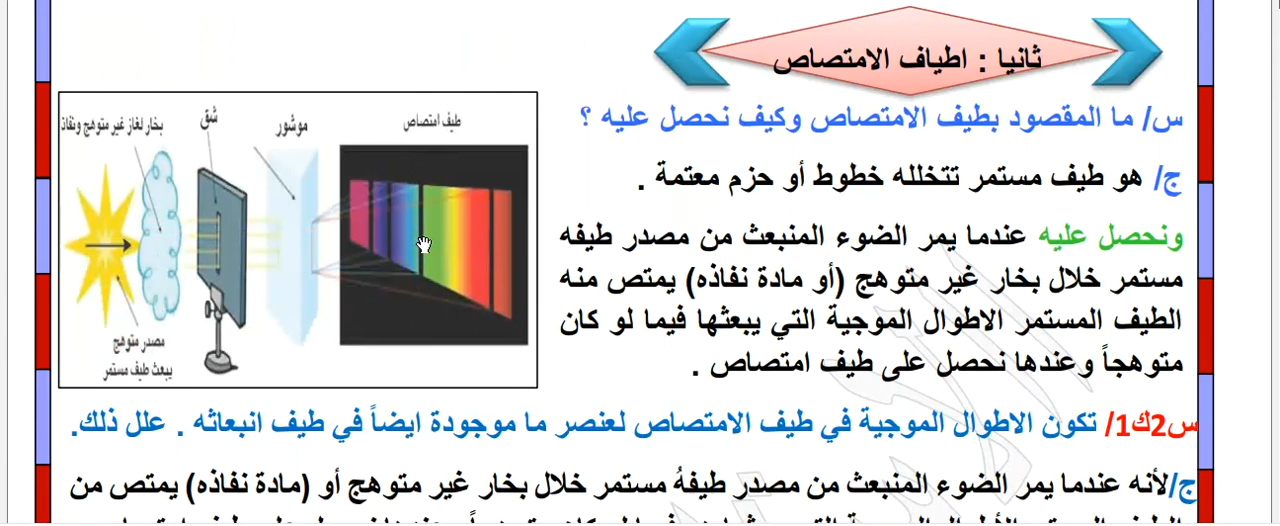 ثانيا : اطياف الامتصاص
س/ ما المقصود بطيف الامتصاص وكيف نحصل عليه ؟
ج/ هو طيف مستمر تتخلله خطوط أو حزم معتمة .
ونحصل عليه عندما يمر الضوء المنبعث من مصدر طيفه
مستمر خلال بخار غير متوهج (أو مادة نفاذه) يمتص منه
الطيف المستمر الاطوال الموجية التي يبعثها فيما لو كان
متوهجاً وعندها نحصل على طيف امتصاص .
طيف امتصاص
موشور
شق
بخار لغاز غير متوهج ونفاذ
مصدر متوهج
يبعث طيف مستمر
س2ك1/ تكون الاطوال الموجية في طيف الامتصاص لعنصر ما موجودة ايضاً في طيف انبعاثه . علل ذلك.
ج/لأنه عندما يمر الضوء المنبعث من مصدر طيفهُ مستمر خلال بخار غير متوهج أو (مادة نفاذه) يمتص من